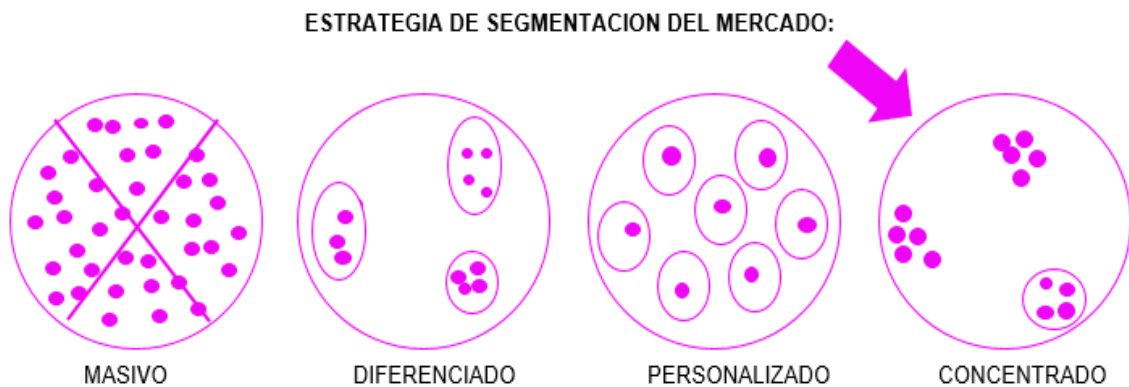 ESTRATEGIA DE SEGMENTACION DEL MERCADO:
MASIVO
DIFERENCIADO
PERSONALIZADO
CONCENTRADO